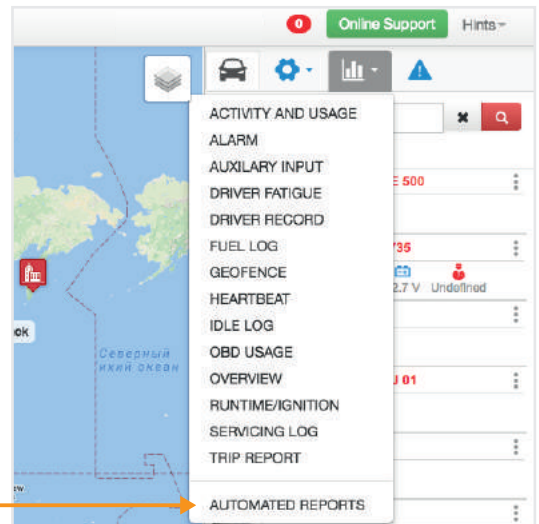 0 Online Support Hints
ACTIVITY AND USAGE
ALARM
AUXILARY INPUT
E 500
DRIVER FATIGUE
DRIVER RECORD
FUEL LOG
735
GEOFENCE
2.7 V Undefined
HEARTBEAT
IDLE LOG
ok
Северный
OBD USAGE
ихий океан
OVERVIEW
J 01
RUNTIME/IGNITION
SERVICING LOG
TRIP REPORT
AUTOMATED REPORTS